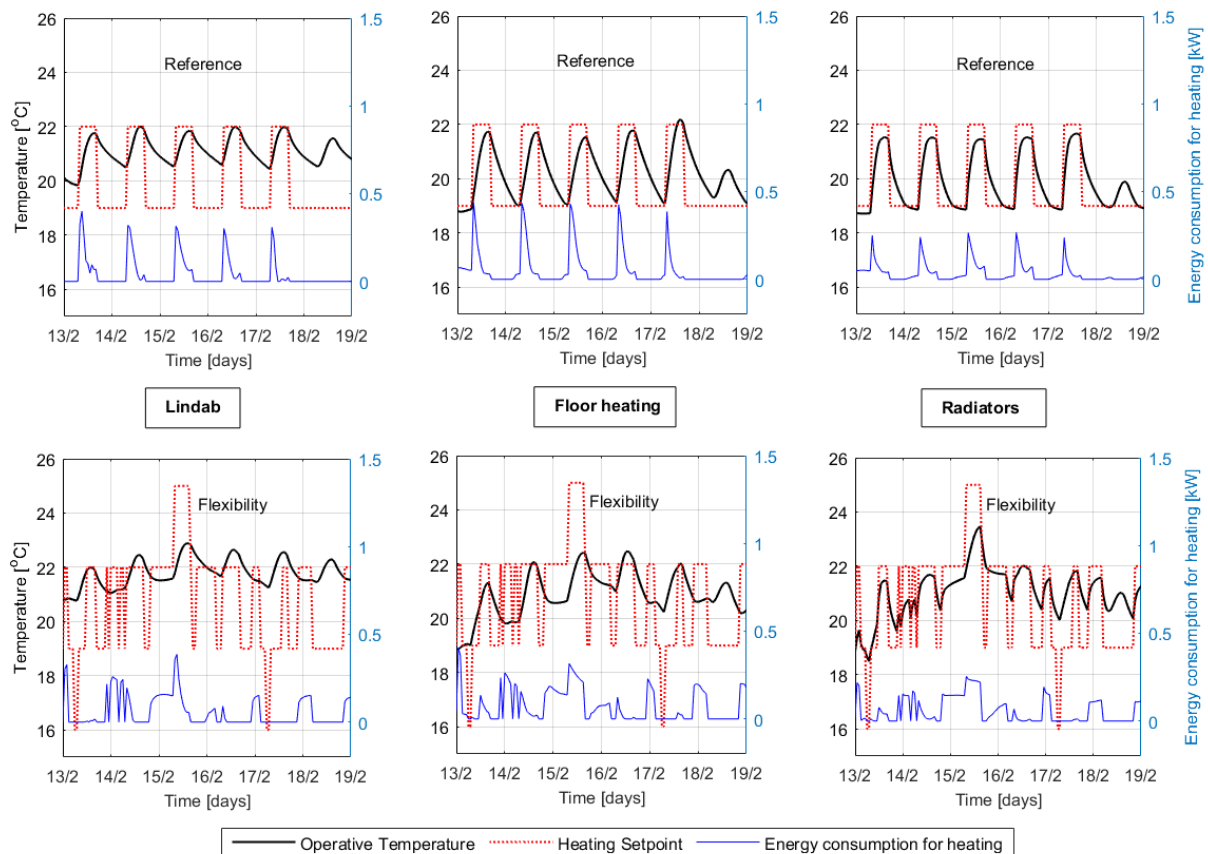 26
24
22
20
18
16
Temperature [°C]
Reference
1.5
1
0.5
0
13/2 14/2 15/2 16/2 17/2 18/2 19/2
Time [days]
26
24
22
20
18
16
Reference
1.5
1
0.5
0
13/2 14/2 15/2 16/2 17/2 18/2 19/2
Time [days]
26
24
22
20
18
16
Reference
1.5
1
0.5
0
Energy consumption for heating [kW]
13/2 14/2 15/2 16/2 17/2 18/2 19/2
Time [days]
Lindab
Floor heating
Radiators
26
24
22
20
18
16
Temperature [°C]
Flexibility
1.5
1
0.5
0
13/2 14/2 15/2 16/2 17/2 18/2 19/2
Time [days]
26
24
22
20
18
16
Flexibility
1.5
1
0.5
0
13/2 14/2 15/2 16/2 17/2 18/2 19/2
Time [days]
26
24
22
20
18
16
Flexibility
1.5
1
0.5
0
Energy consumption for heating [kW]
13/2 14/2 15/2 16/2 17/2 18/2 19/2
Time [days]
Operative Temperature Heating Setpoint Energy consumption for heating